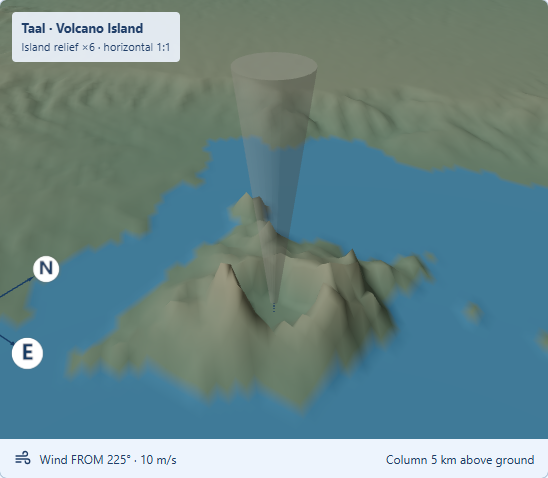 Taal · Volcano Island
Island relief ×6 · horizontal 1:1
N
E
Wind FROM 225° · 10 m/s
Column 5 km above ground